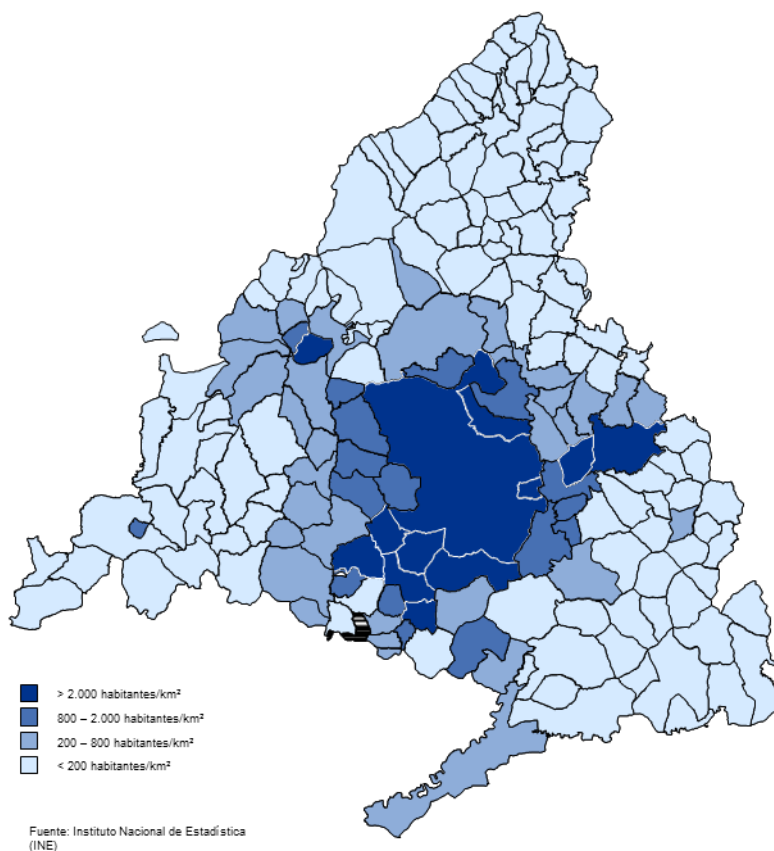 > 2.000 habitantes/km²
800 – 2.000 habitantes/km²
200 – 800 habitantes/km²
< 200 habitantes/km²
Fuente: Instituto Nacional de Estadística
(INE)